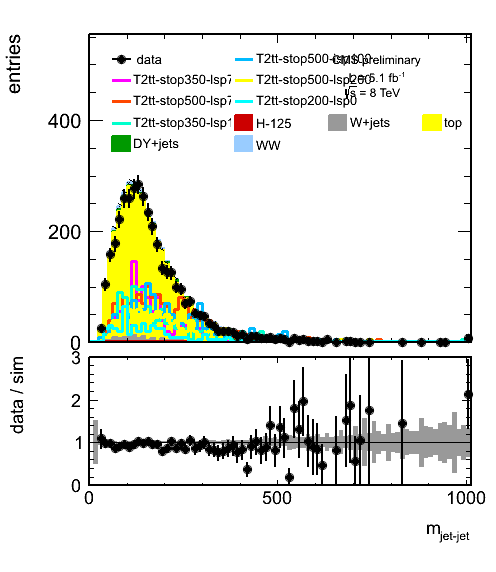 entries
400
200
0
data
T2tt-stop500-lsp100
CMS preliminary
T2tt-stop350-lsp
T2tt-stop500-lsp200
5.1 fb⁻¹
T2tt-stop500-lsp
T2tt-stop200-lsp0
√s = 8 TeV
T2tt-stop350-lsp1
H-125
W+jets
top
DY+jets
WW
data / sim
3
2
1
0
0
500
1000
m_jet-jet